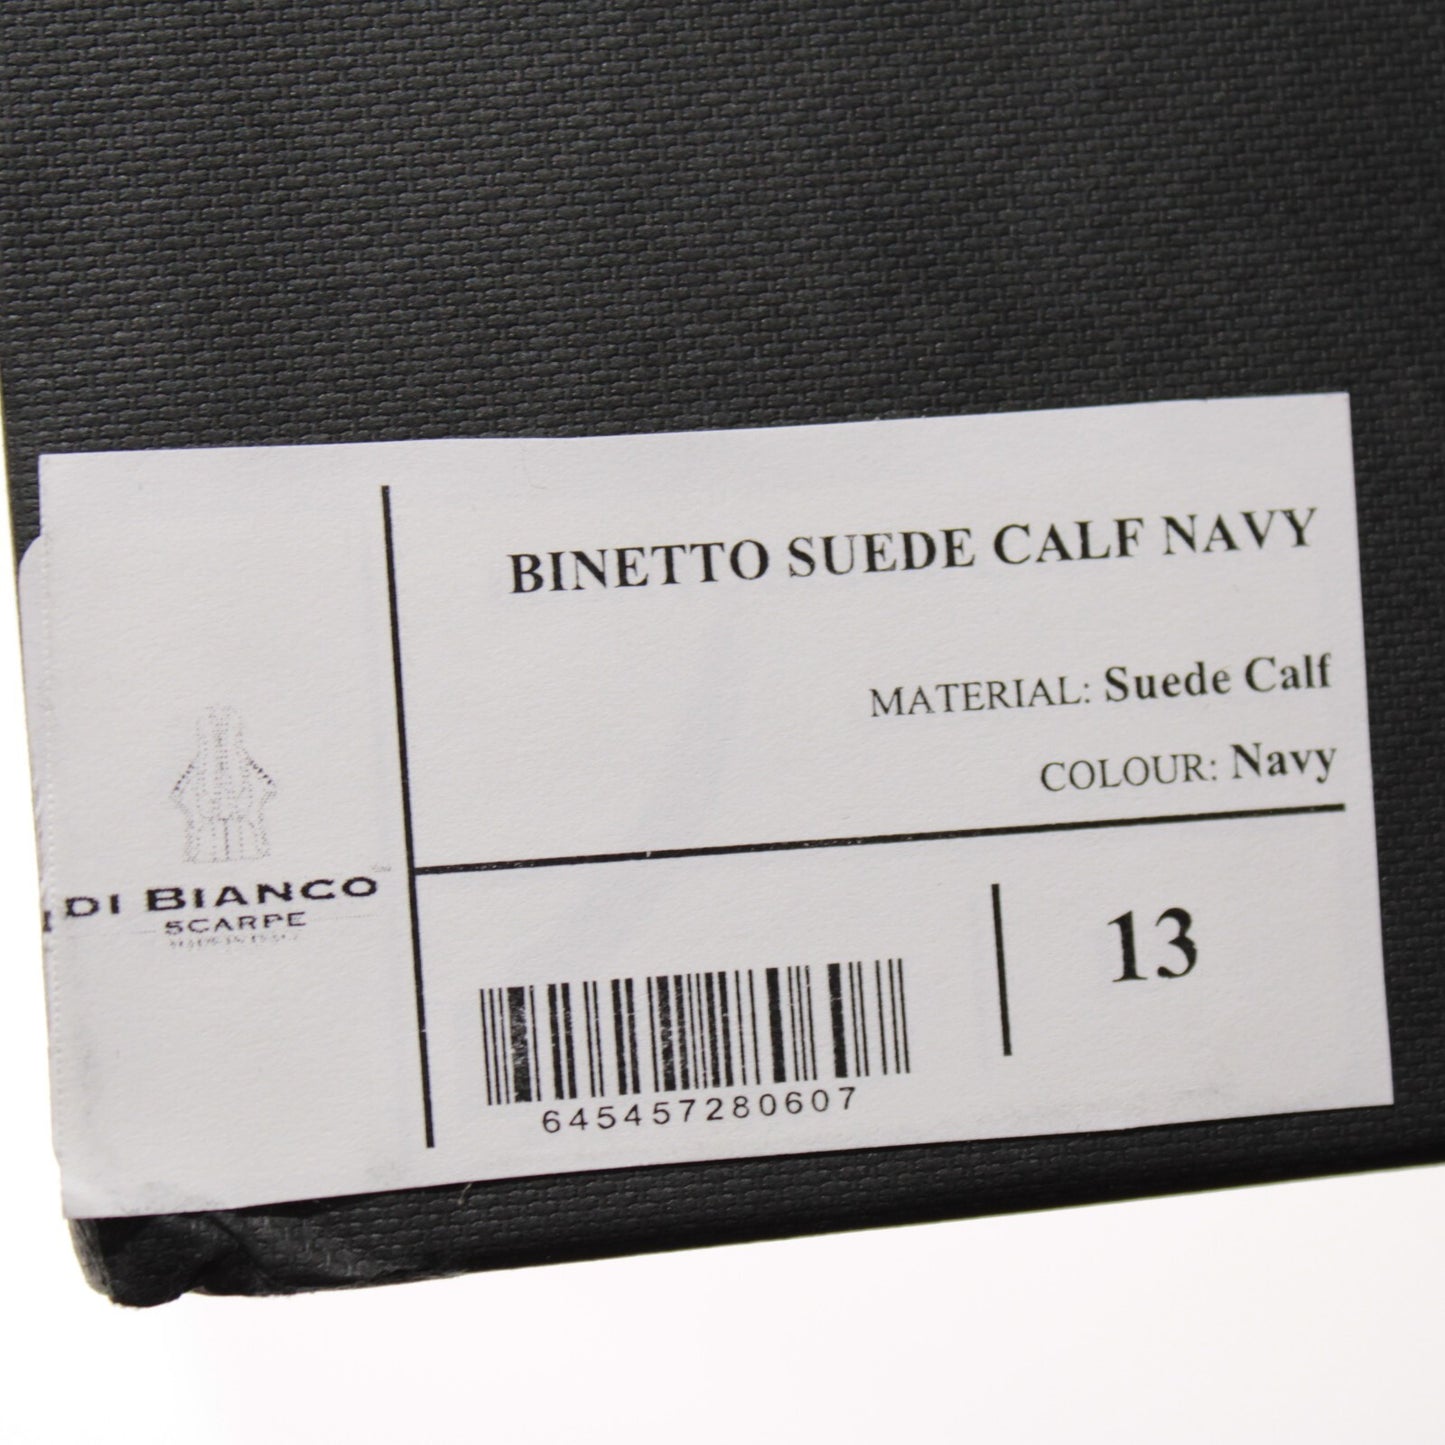 BINETTO SUEDE CALF NAVY
MATERIAL: Suede Calf
COLOUR: Navy
DI BIANCO
SCARPE
13
645457280607